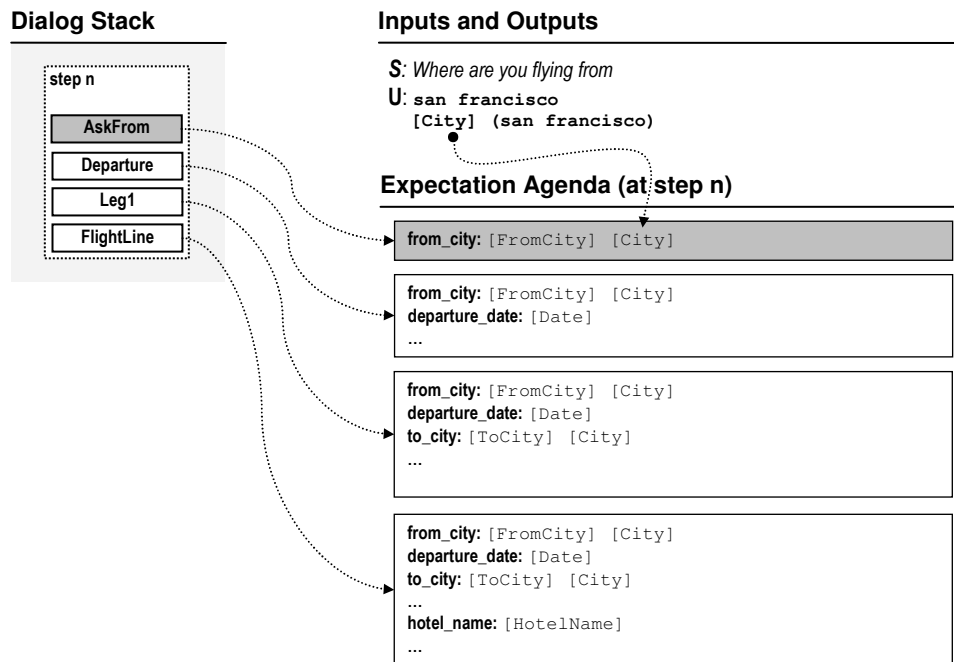 Dialog Stack
step n
AskFrom
Departure
Leg1
FlightLine
Inputs and Outputs
S: Where are you flying from
U: san francisco
[City] (san francisco)
Expectation Agenda (at step n)
from_city: [FromCity] [City]
from_city: [FromCity] [City]
departure_date: [Date]
...
from_city: [FromCity] [City]
departure_date: [Date]
to_city: [ToCity] [City]
...
from_city: [FromCity] [City]
departure_date: [Date]
to_city: [ToCity] [City]
...
hotel_name: [HotelName]
...